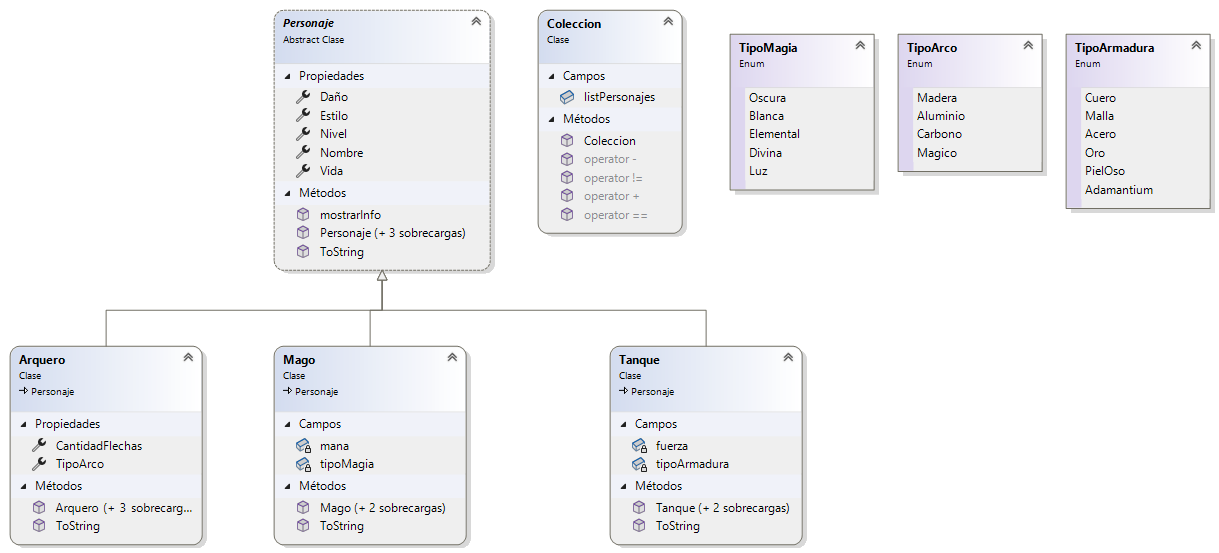 Personaje
Abstract Clase
Propiedades
Daño
Estilo
Nivel
Nombre
Vida
Métodos
mostrarInfo
Personaje (+ 3 sobrecargas)
ToString
Coleccion
Clase
Campos
listPersonajes
Métodos
Coleccion
operator -
operator !=
operator +
operator ==
TipoMagia
Enum
Oscura
Blanca
Elemental
Divina
Luz
TipoArco
Enum
Madera
Aluminio
Carbono
Magico
TipoArmadura
Enum
Cuero
Malla
Acero
Oro
PielOso
Adamantium
Arquero
Clase
Personaje
Propiedades
CantidadFlechas
TipoArco
Métodos
Arquero (+ 3 sobrecarg...
ToString
Mago
Clase
Personaje
Campos
mana
tipoMagia
Métodos
Mago (+ 2 sobrecargas)
ToString
Tanque
Clase
Personaje
Campos
fuerza
tipoArmadura
Métodos
Tanque (+ 2 sobrecargas)
ToString